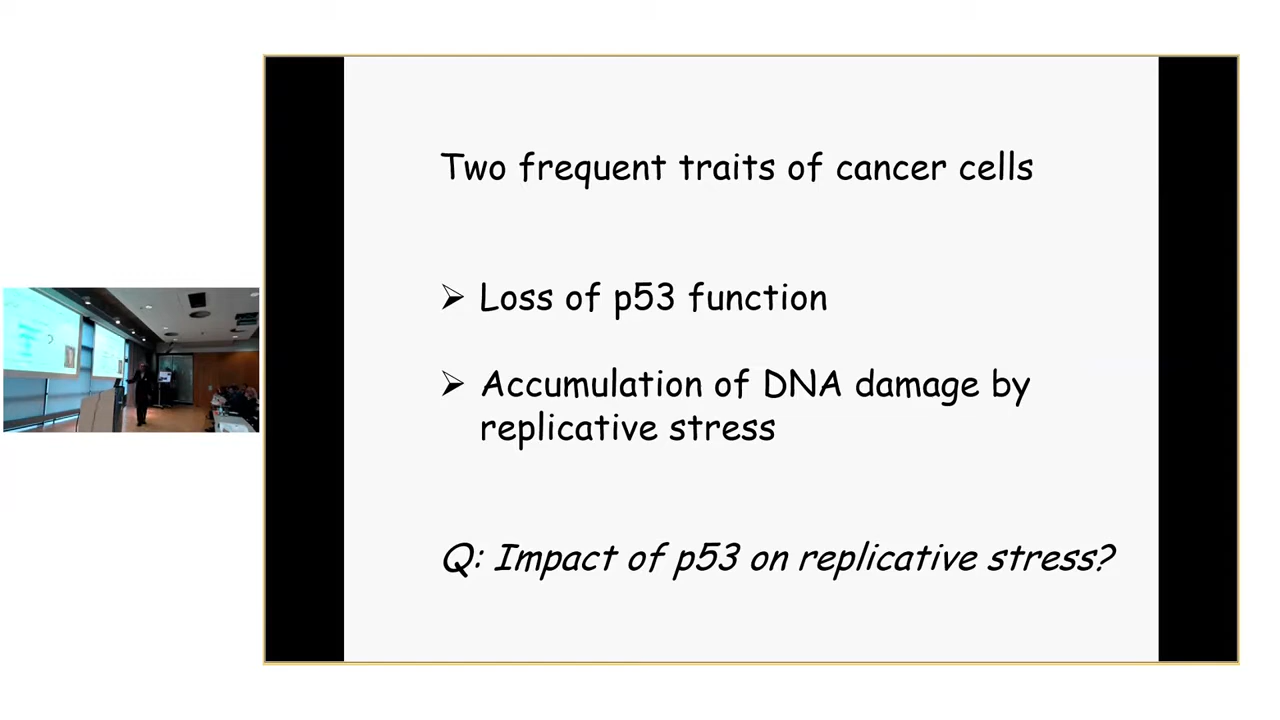 Two frequent traits of cancer cells
➢ Loss of p53 function
➢ Accumulation of DNA damage by
replicative stress
Q: Impact of p53 on replicative stress?